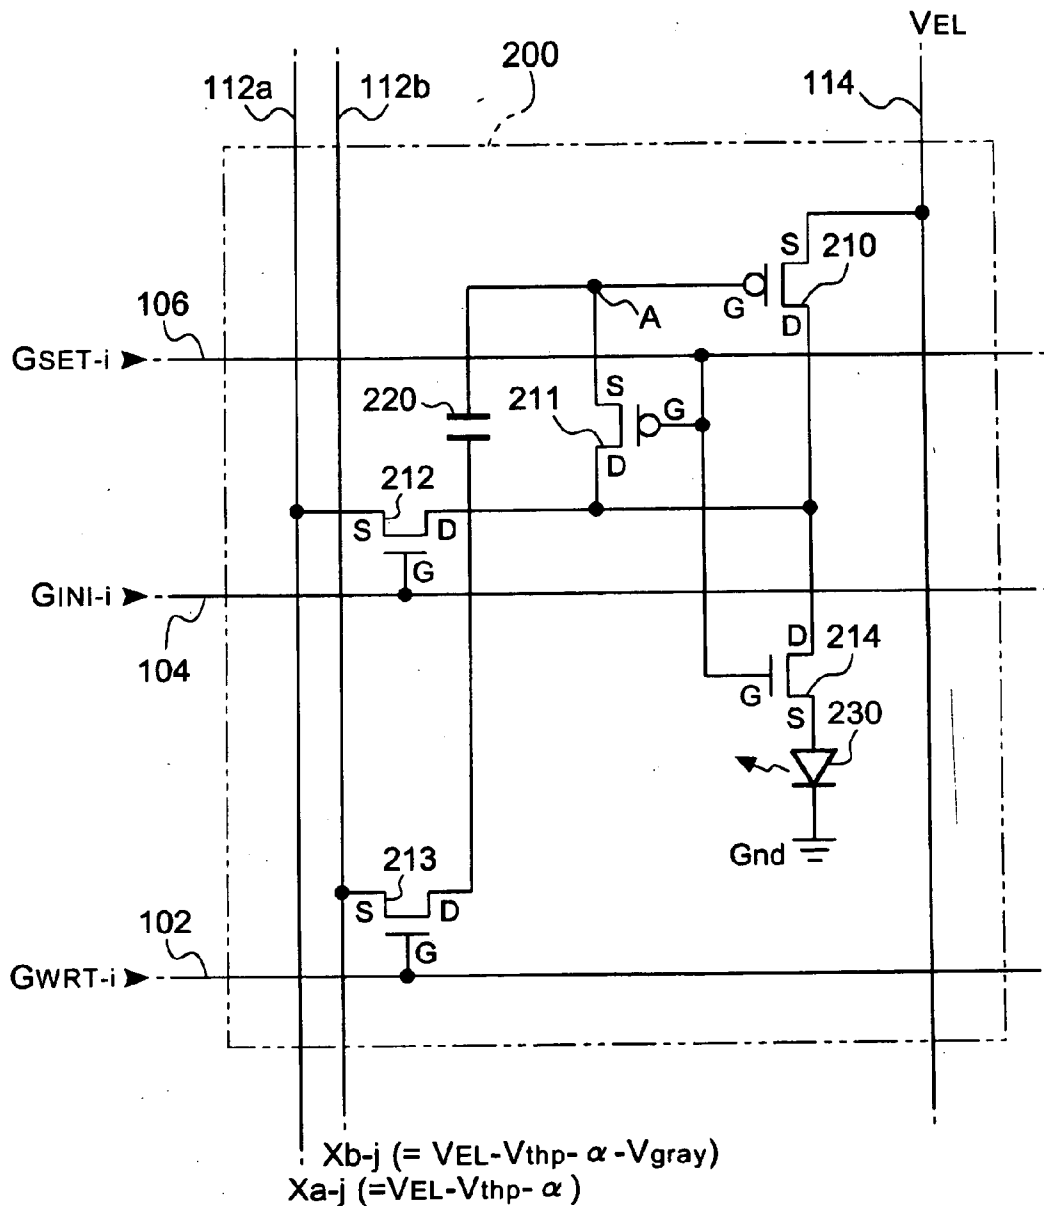 VEL
200
112a 112b 114
S 210
106 A G D
GSET-i
220 211 S G
D
212
S D
G
GINI-i
104 D 214
G S 230
213 Gnd
102 S D
G
GWRT-i
Xb-j (= VEL-Vthp- α-Vgray)
Xa-j (=VEL-Vthp- α)